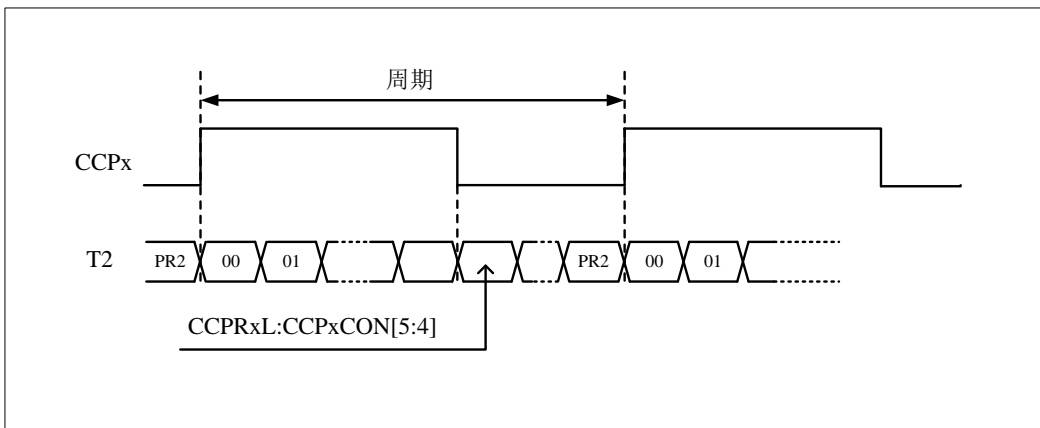 周期
CCPx
T2 PR2 00 01 PR2 00 01
CCPRxL:CCPxCON[5:4]